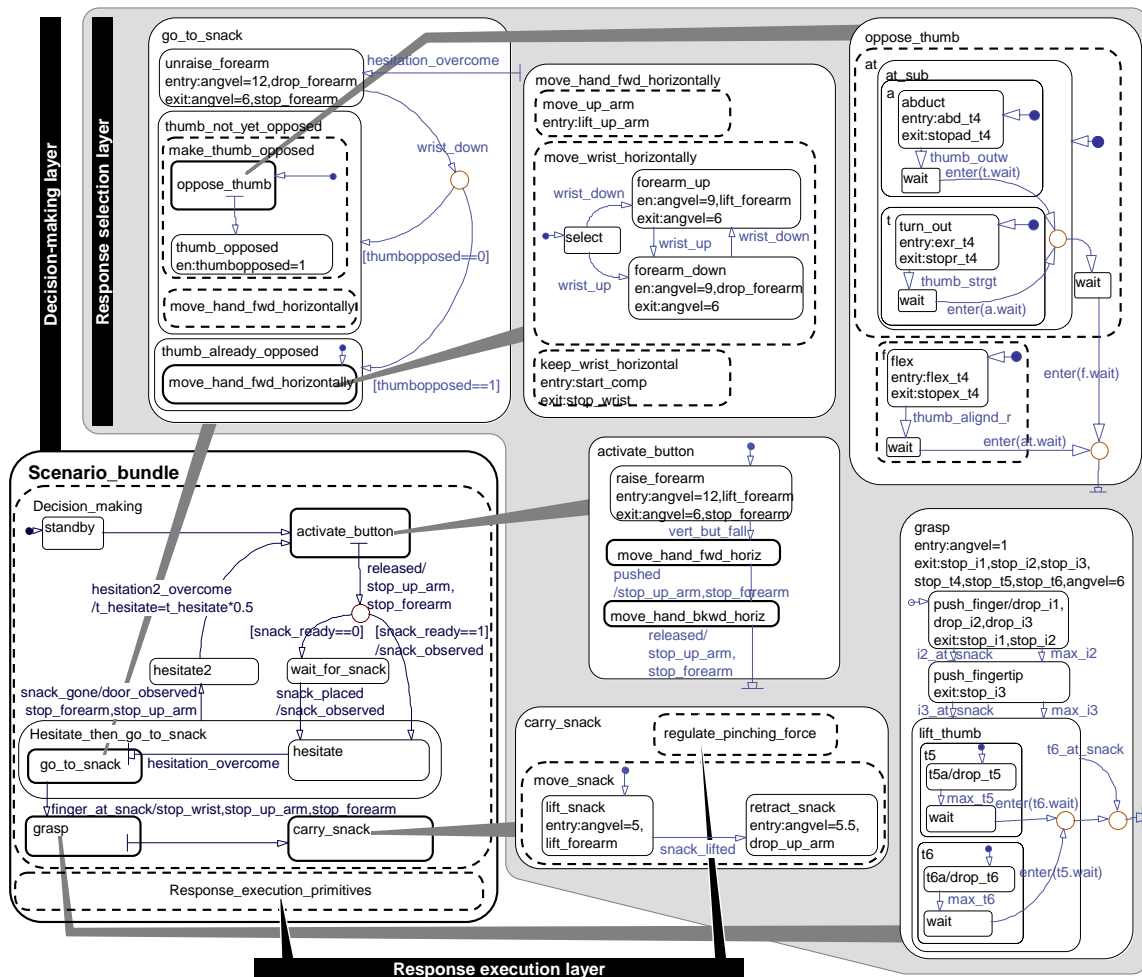 Decision-making layer
Response selection layer
go_to_snack
unraise_forearm
entry:angvel=12,drop_forearm
exit:angvel=6,stop_forearm
hesitation_overcome
thumb_not_yet_opposed
make_thumb_opposed
oppose_thumb
wrist_down
thumb_opposed
en:thumbopposed=1
[thumbopposed==0]
move_hand_fwd_horizontally
thumb_already_opposed
move_hand_fwd_horizontally
[thumbopposed==1]
move_hand_fwd_horizontally
move_up_arm
entry:lift_up_arm
move_wrist_horizontally
wrist_down
forearm_up
en:angvel=9,lift_forearm
exit:angvel=6
select
wrist_up
wrist_down
wrist_up
forearm_down
en:angvel=9,drop_forearm
exit:angvel=6
keep_wrist_horizontal
entry:start_comp
exit:stop_wrist
oppose_thumb
at
at_sub
a
abduct
entry:abd_t4
exit:stopad_t4
thumb_outw
wait
enter(t.wait)
t
turn_out
entry:exr_t4
exit:stopr_t4
thumb_strgt
wait
enter(a.wait)
wait
f
flex
entry:flex_t4
exit:stopex_t4
enter(f.wait)
thumb_alignd_r
wait
enter(at.wait)
Scenario_bundle
Decision_making
standby
activate_button
hesitation2_overcome
/t_hesitate=t_hesitate*0.5
released/
stop_up_arm,
stop_forearm
[snack_ready==0]
[snack_ready==1]
/snack_observed
hesitate2
wait_for_snack
snack_gone/door_observed
stop_forearm,stop_up_arm
snack_placed
/snack_observed
Hesitate_then_go_to_snack
go_to_snack
hesitation_overcome
hesitate
finger_at_snack/stop_wrist,stop_up_arm,stop_forearm
grasp
carry_snack
Response_execution_primitives
activate_button
raise_forearm
entry:angvel=12,lift_forearm
exit:angvel=6,stop_forearm
vert_but_fall
move_hand_fwd_horiz
pushed
/stop_up_arm,stop_forearm
move_hand_bkwd_horiz
released/
stop_up_arm,
stop_forearm
carry_snack
regulate_pinching_force
move_snack
lift_snack
entry:angvel=5,
lift_forearm
snack_lifted
retract_snack
entry:angvel=5.5,
drop_up_arm
grasp
entry:angvel=1
exit:stop_i1,stop_i2,stop_i3,
stop_t4,stop_t5,stop_t6,angvel=6
push_finger/drop_i1,
drop_i2,drop_i3
exit:stop_i1,stop_i2
i2_at_snack
max_i2
push_fingertip
exit:stop_i3
i3_at_snack
max_i3
lift_thumb
t5
t5a/drop_t5
max_t5
wait
enter(t6.wait)
t6_at_snack
t6
t6a/drop_t6
max_t6
wait
enter(t5.wait)
Response execution layer